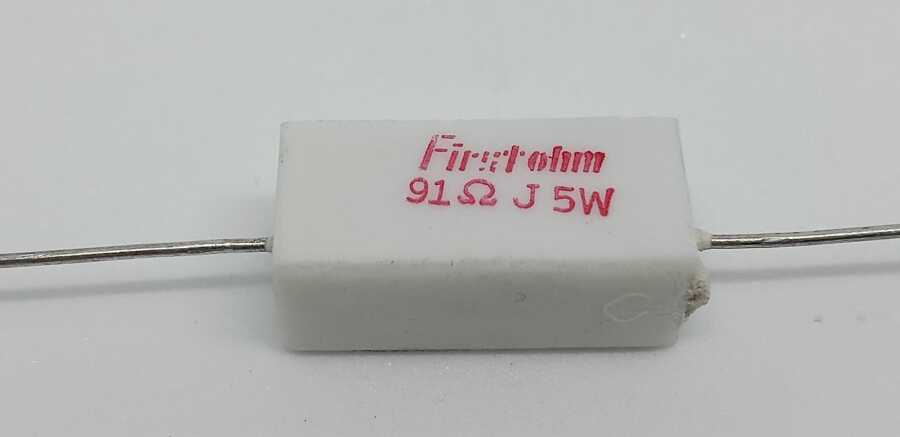 Firstohm
91Ω J 5W